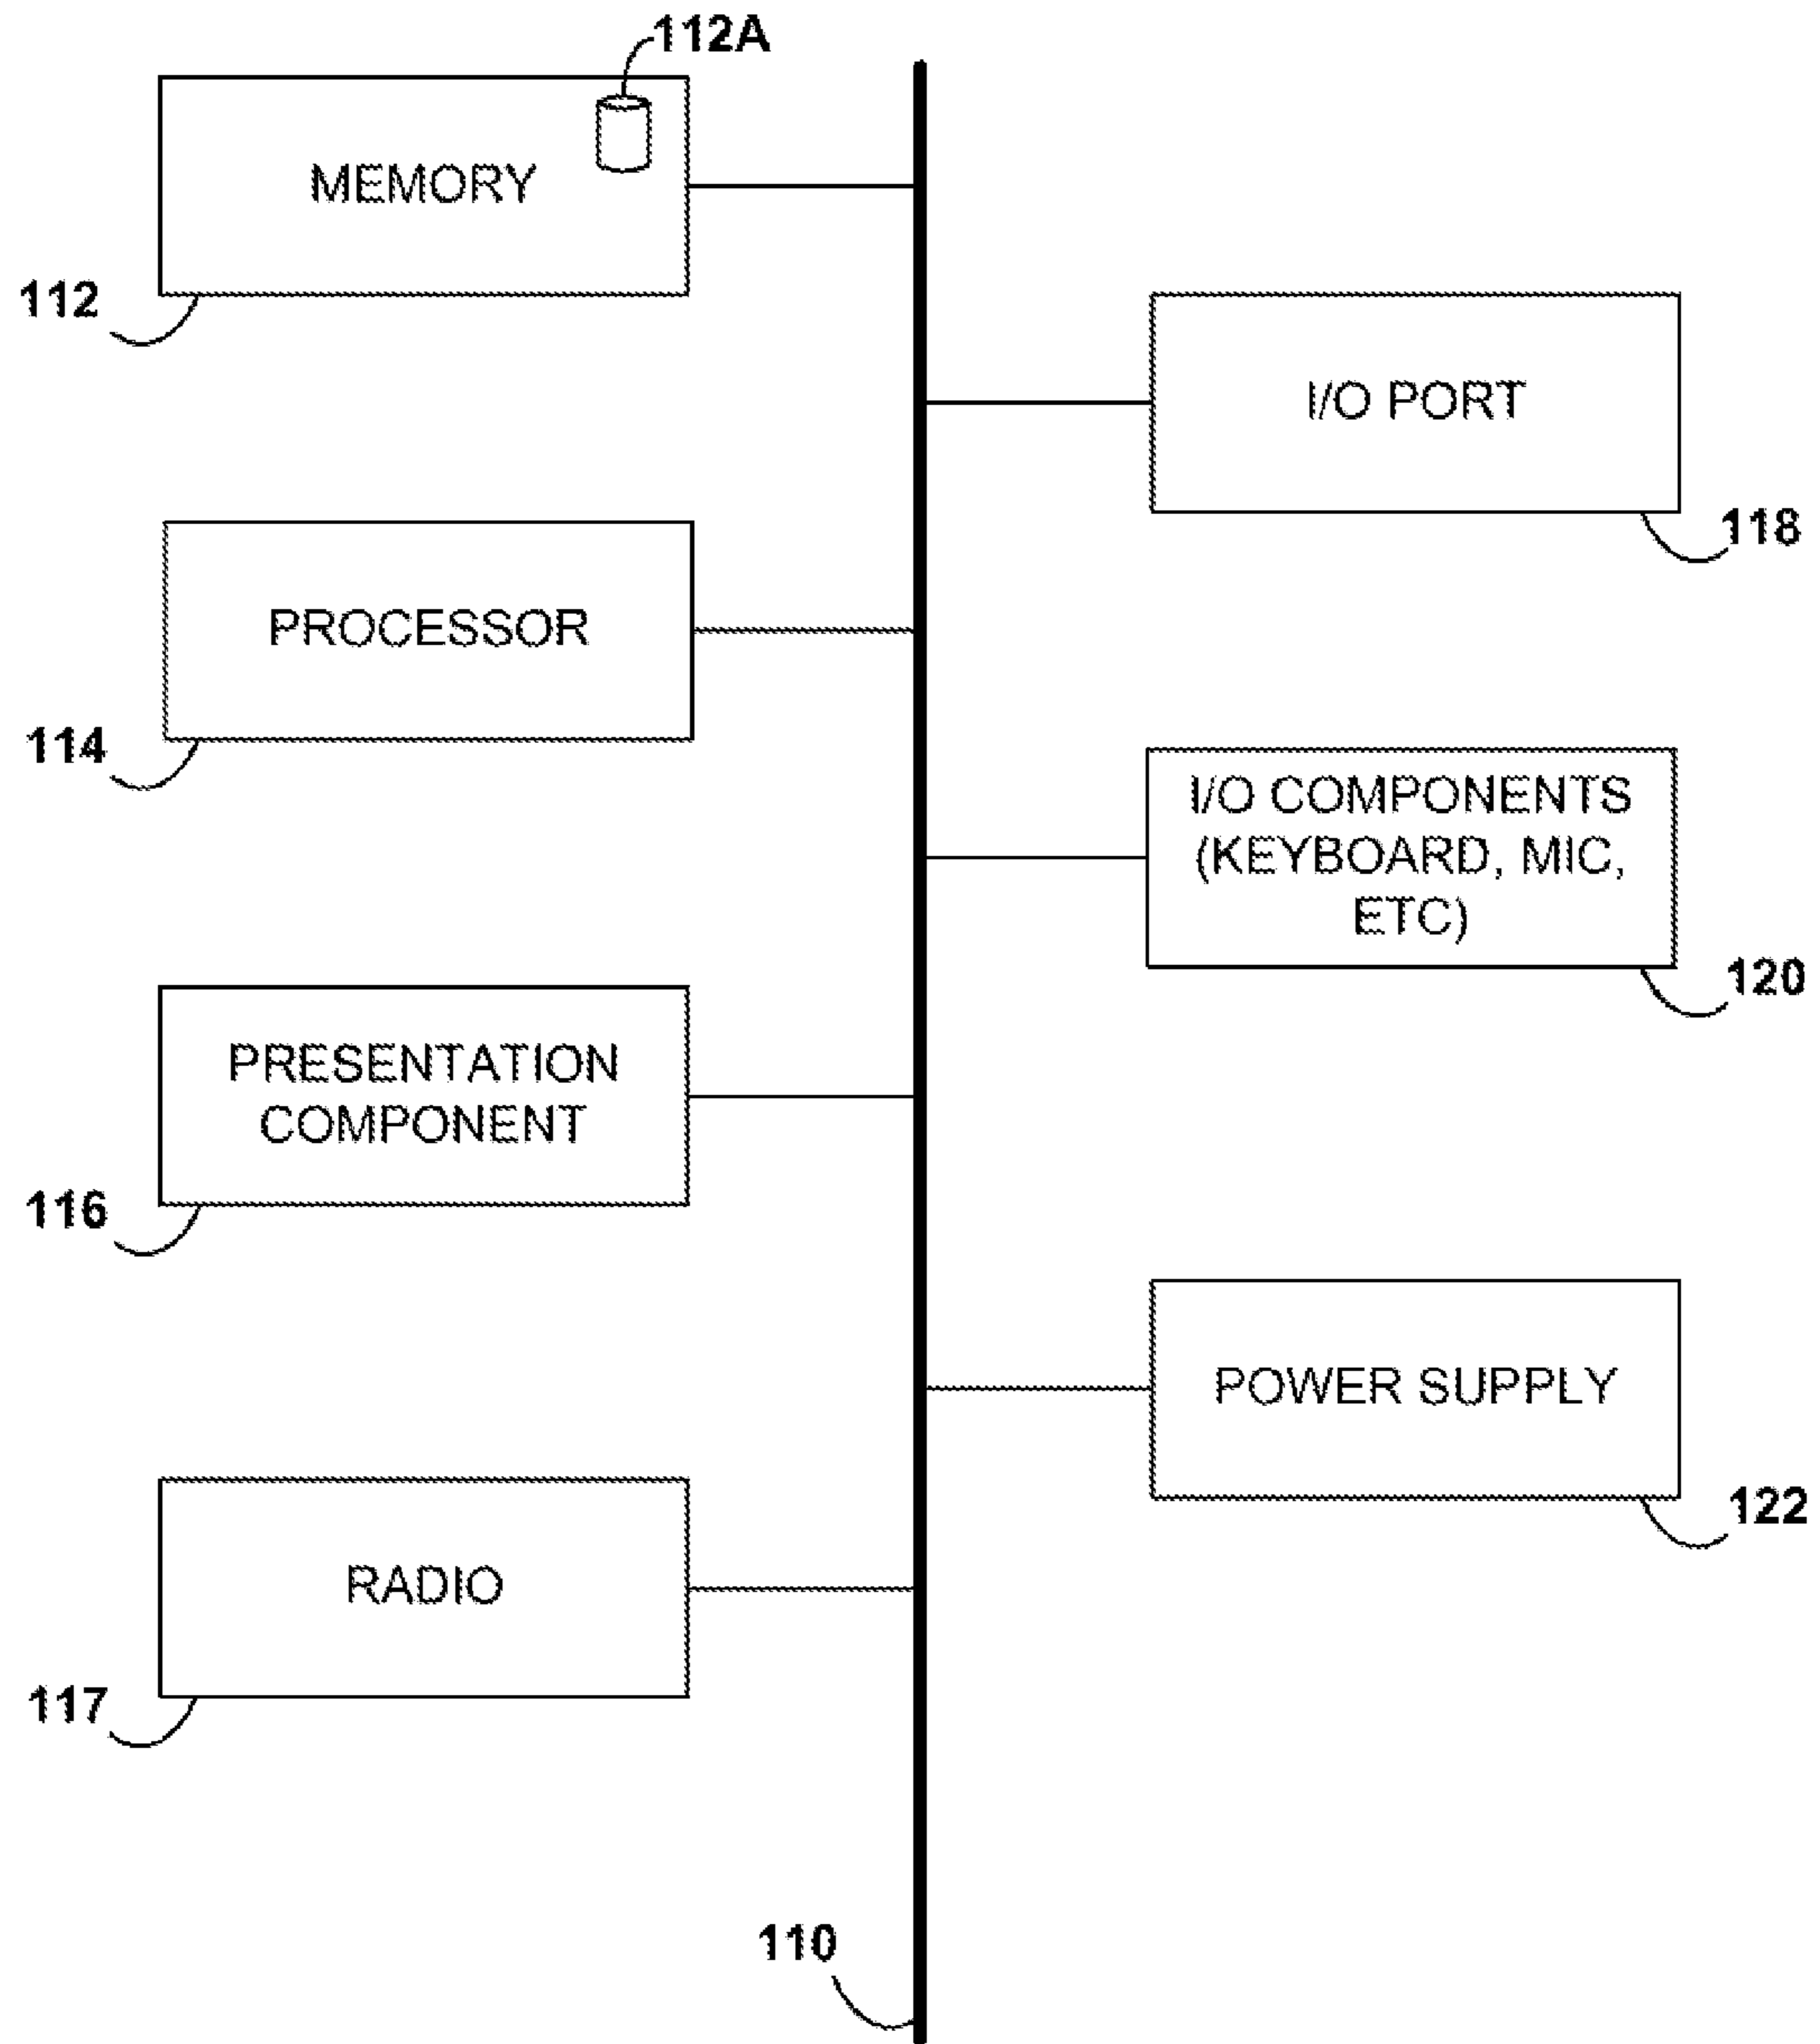 112A
MEMORY
112
I/O PORT
118
PROCESSOR
114
I/O COMPONENTS
(KEYBOARD, MIC,
ETC)
120
PRESENTATION
COMPONENT
116
POWER SUPPLY
122
RADIO
117
110